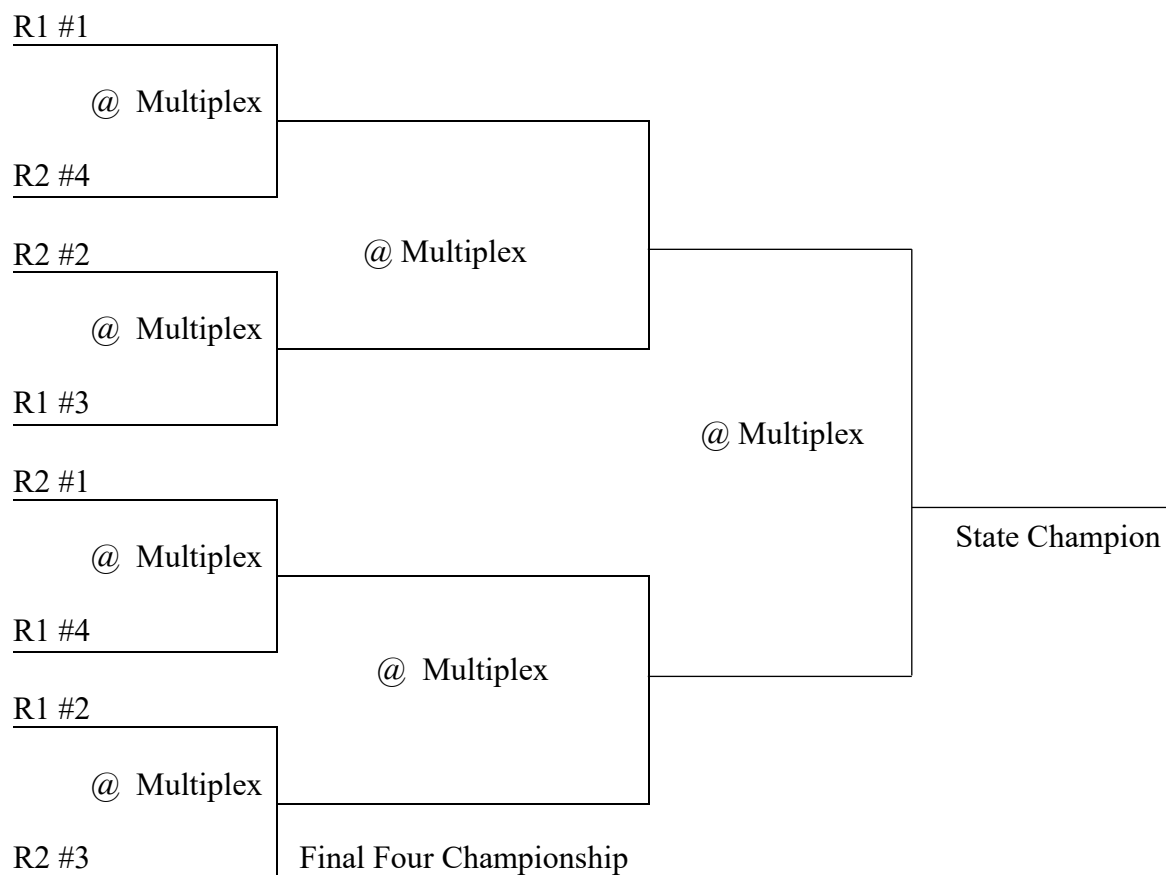 R1 #1
@ Multiplex
R2 #4
R2 #2
@ Multiplex
@ Multiplex
R1 #3
@ Multiplex
R2 #1
State Champion
@ Multiplex
R1 #4
@ Multiplex
R1 #2
@ Multiplex
R2 #3
Final Four Championship